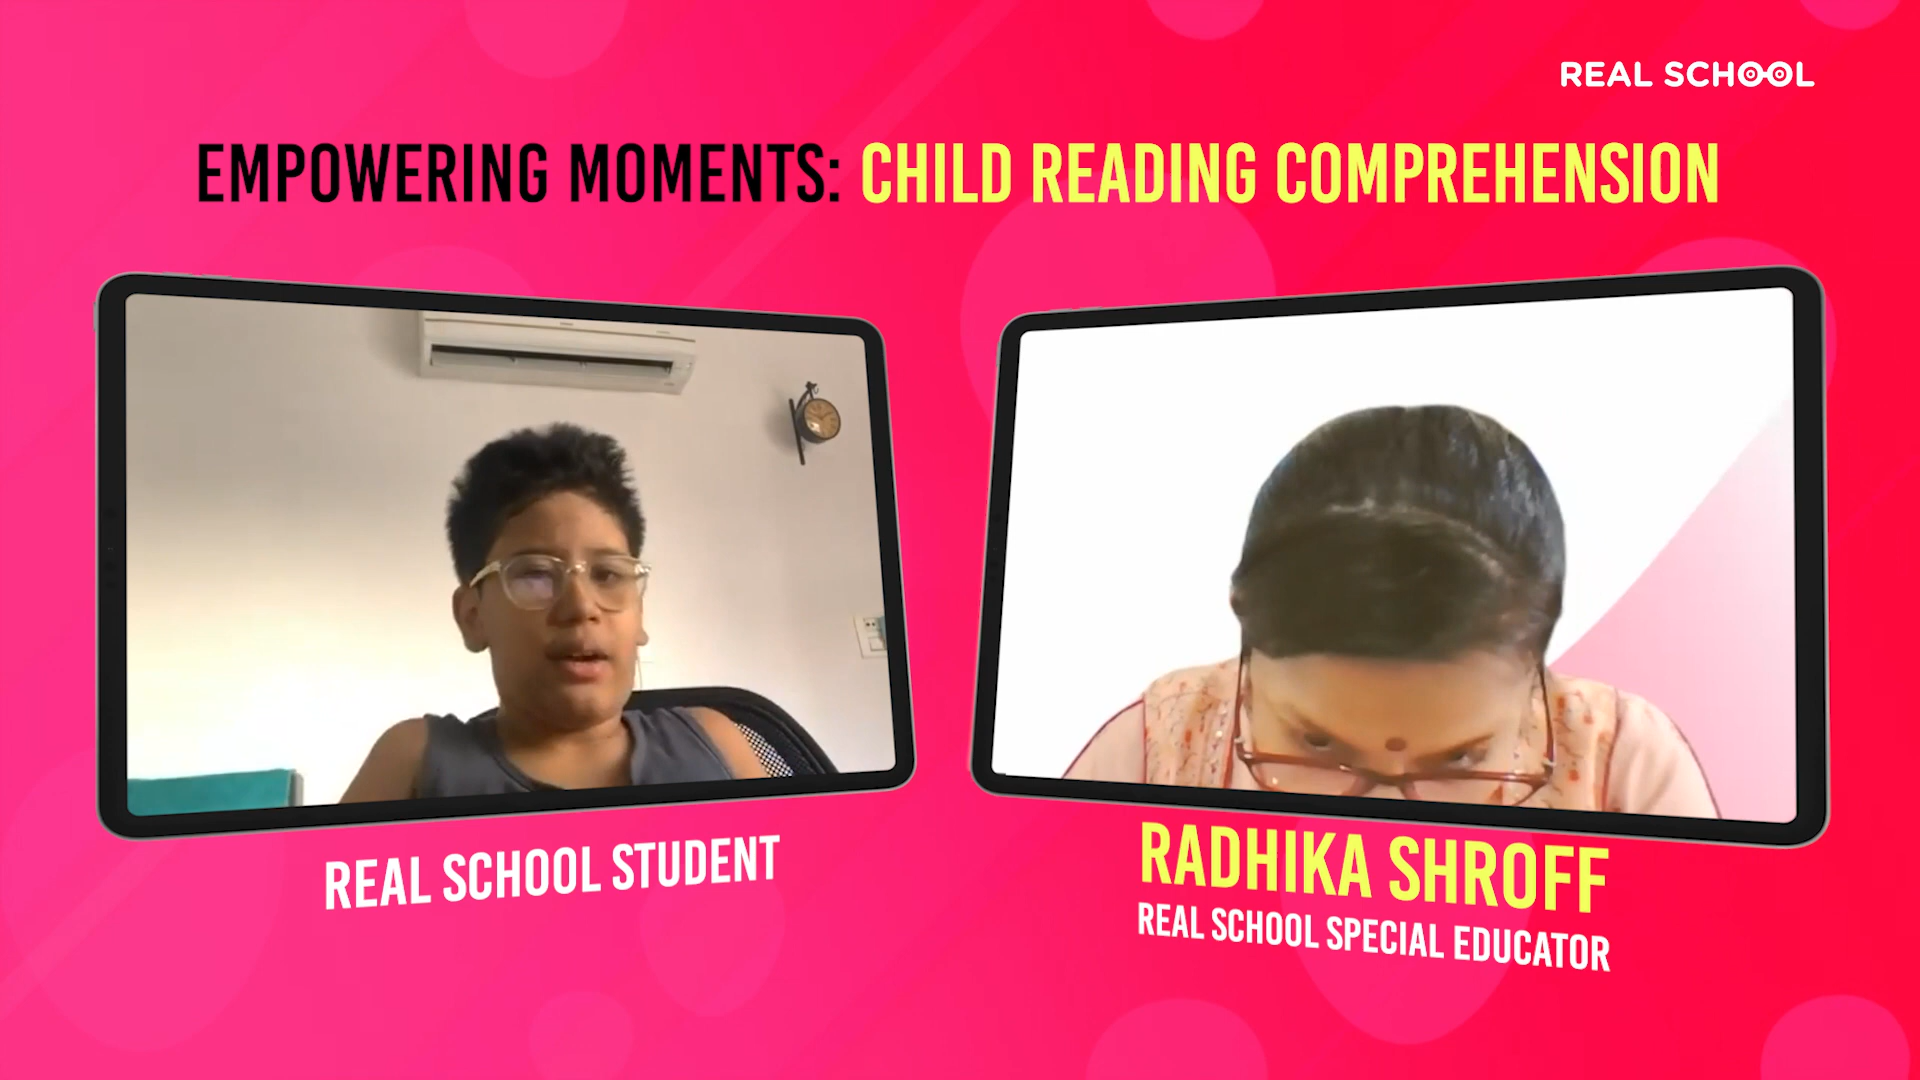 REAL SCHOOL
EMPOWERING MOMENTS: CHILD READING COMPREHENSION
REAL SCHOOL STUDENT
RADHIKA SHROFF
REAL SCHOOL SPECIAL EDUCATOR